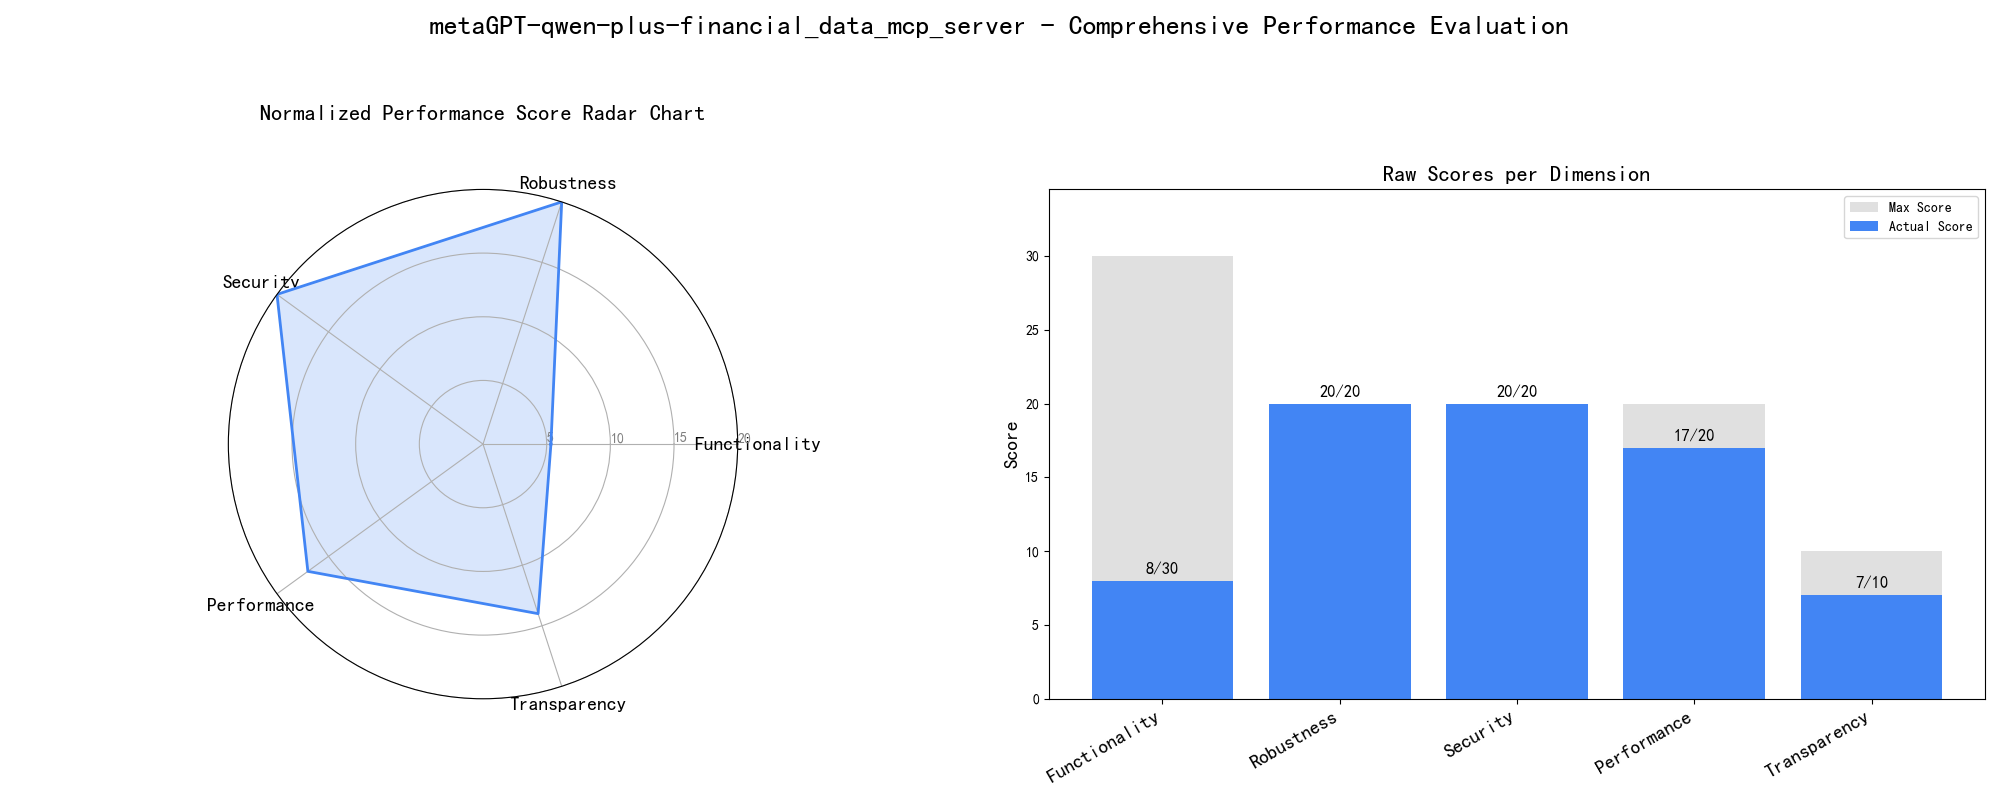 metaGPT-qwen-plus-financial_data_mcp_server - Comprehensive Performance Evaluation
Normalized Performance Score Radar Chart
Robustness
Security
5
10
15
20
Functionality
Performance
Transparency
Raw Scores per Dimension
Max Score
Actual Score
Score
30
25
20
15
10
5
0
8/30
20/20
20/20
17/20
7/10
Functionality
Robustness
Security
Performance
Transparency